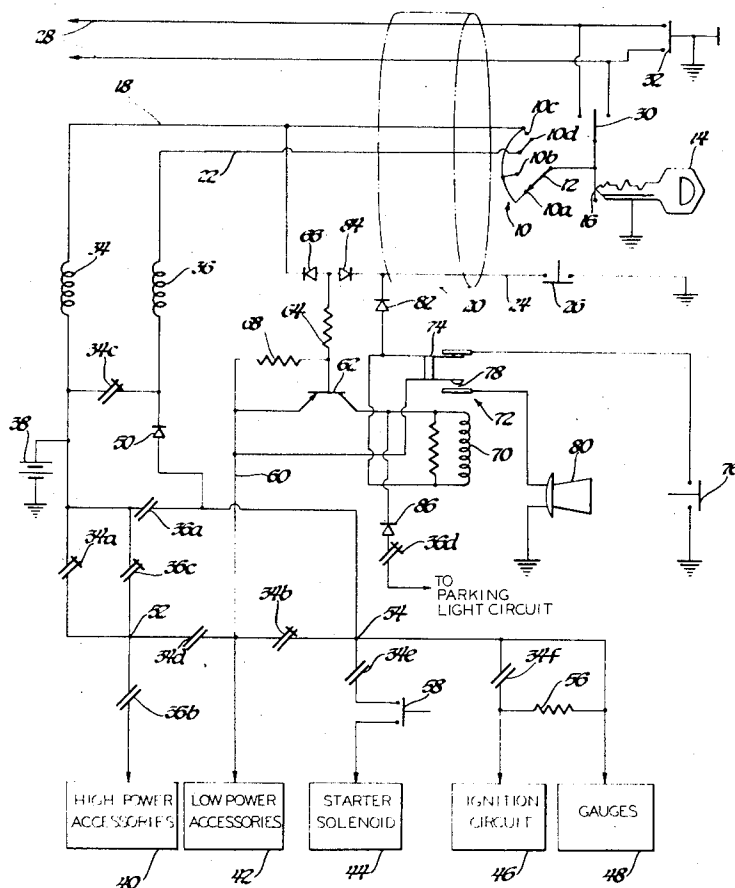 28
32
18
10c
10d
30
14
22
10b
12
10a
16
10
34
36
66
84
20
24
26
64
82
74
68
62
78
34c
72
38
50
70
80
60
76
36a
86
34a
36c
36d
TO
PARKING
LIGHT CIRCUIT
52
34b
54
34d
34e
34f
58
56
36b
HIGH POWER
ACCESSORIES
LOW POWER
ACCESSORIES
STARTER
SOLENOID
IGNITION
CIRCUIT
GAUGES
40
42
44
46
48